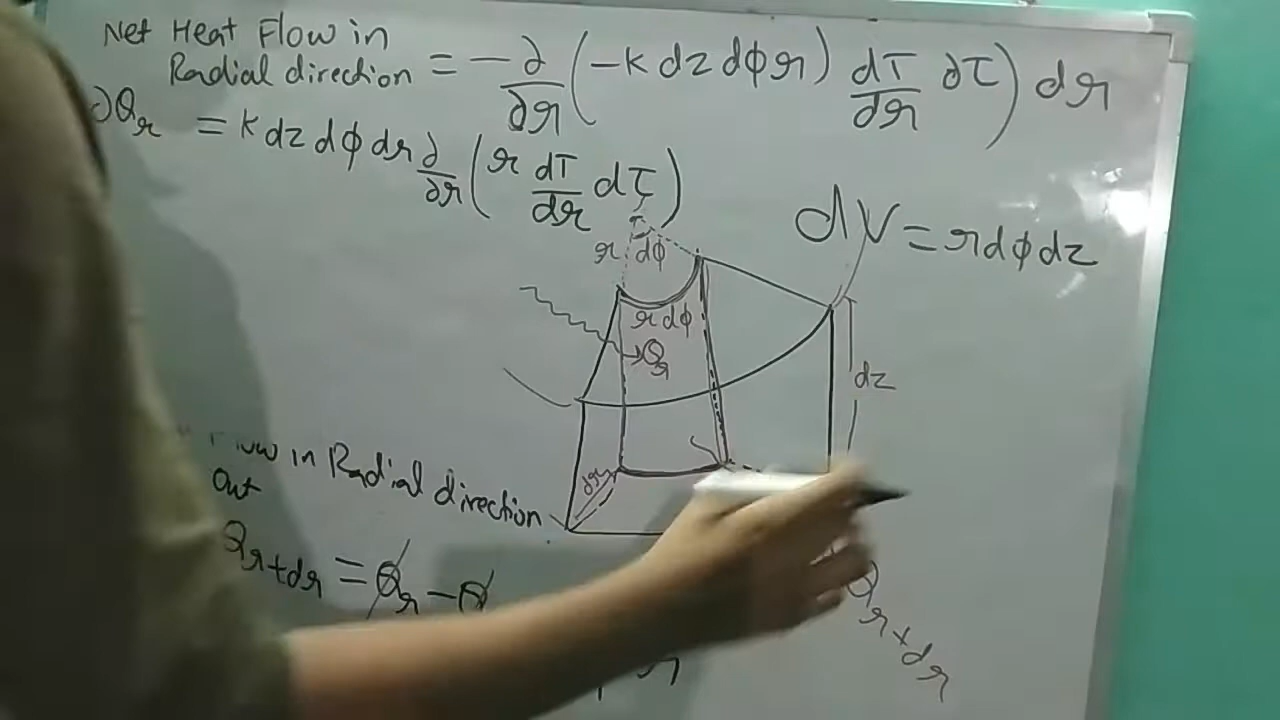 Net Heat Flow in
Radial direction = - ∂/∂r (-K dz dφ r) dT/dr ∂τ) dr
∂Qr = K dz dφ dr ∂/∂r (r dT/dr dτ)
dV = r dφ dz
r dφ
r dφ
Qr
dz
dr
in Radial direction
Out
Qr+dr = Qr - Q
Qr+dr